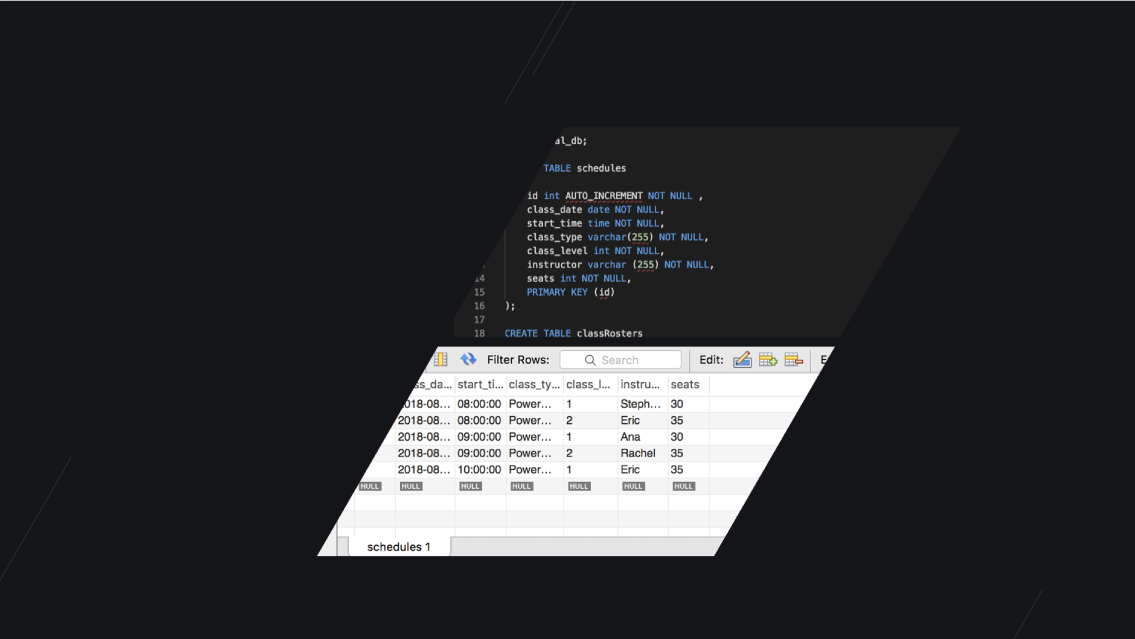 al_db;
TABLE schedules
id int AUTO_INCREMENT NOT NULL ,
class_date date NOT NULL,
start_time time NOT NULL,
class_type varchar(255) NOT NULL,
class_level int NOT NULL,
instructor varchar (255) NOT NULL,
14 seats int NOT NULL,
15 PRIMARY KEY (id)
16 );
17
18 CREATE TABLE classRosters
Filter Rows: Search Edit: E
ss_da... start_ti... class_ty... class_l... instru... seats
018-08... 08:00:00 Power... 1 Steph... 30
2018-08... 08:00:00 Power... 2 Eric 35
2018-08... 09:00:00 Power... 1 Ana 30
2018-08... 09:00:00 Power... 2 Rachel 35
2018-08... 10:00:00 Power... 1 Eric 35
NULL NULL NULL NULL NULL NULL NULL
schedules 1